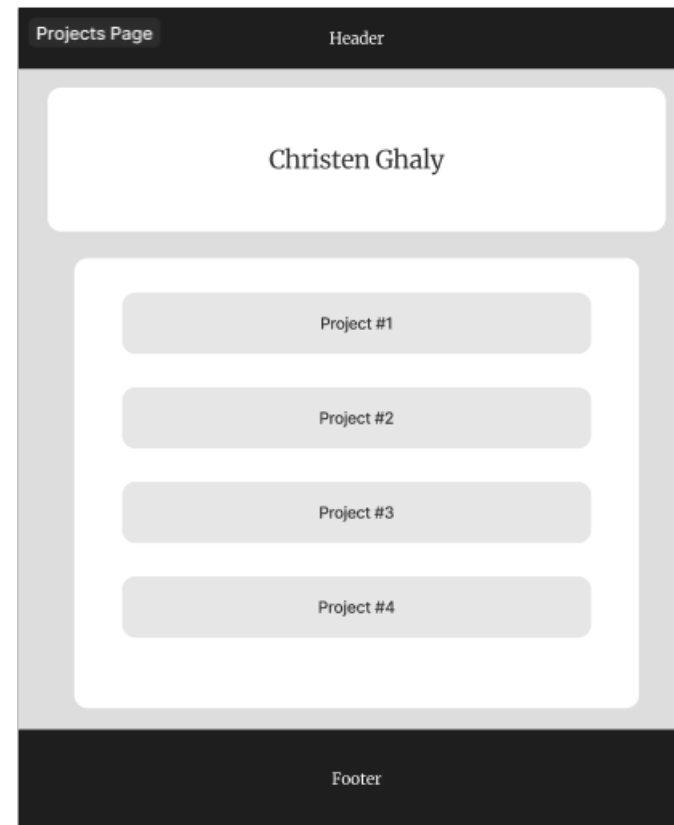 Projects Page
Header
Christen Ghaly
Project #1
Project #2
Project #3
Project #4
Footer